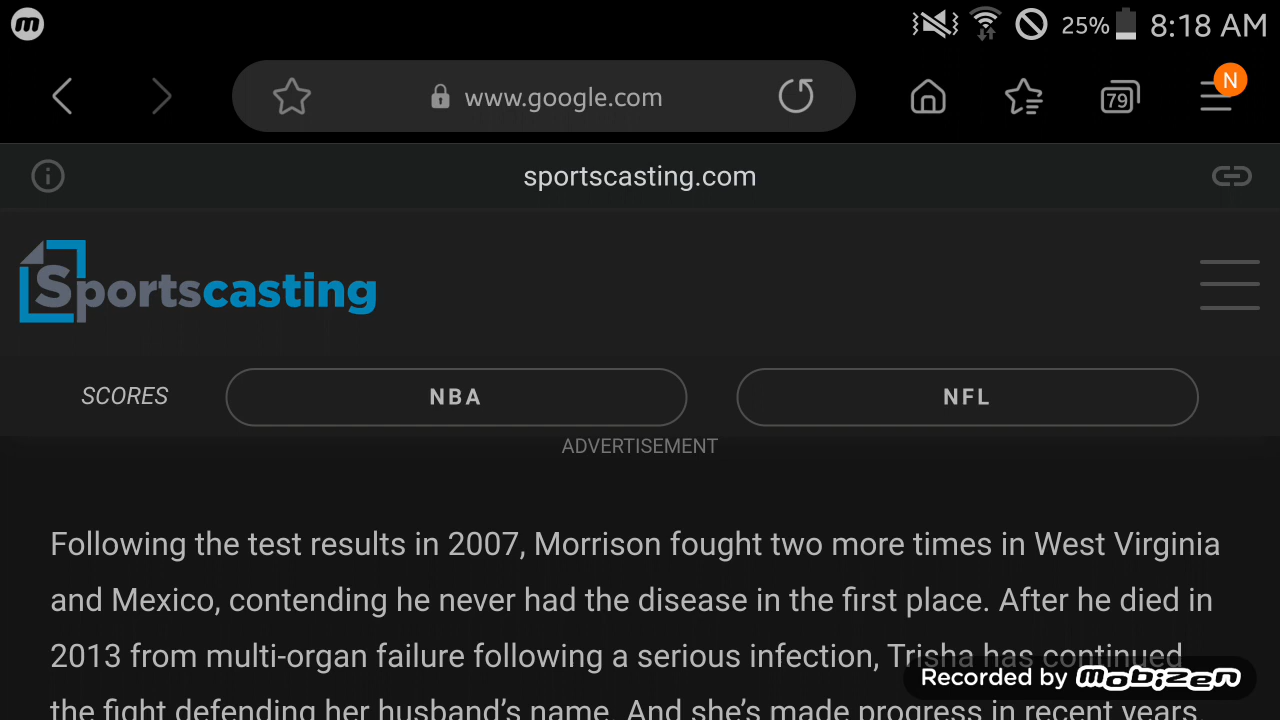 m 25% 8:18 AM
www.google.com 79 N
sportscasting.com
Sportscasting
SCORES NBA NFL
ADVERTISEMENT
Following the test results in 2007, Morrison fought two more times in West Virginia
and Mexico, contending he never had the disease in the first place. After he died in
2013 from multi-organ failure following a serious infection, Trisha has continued
Recorded by mobizen
the fight defending her husband's name. And she's made progress in recent years